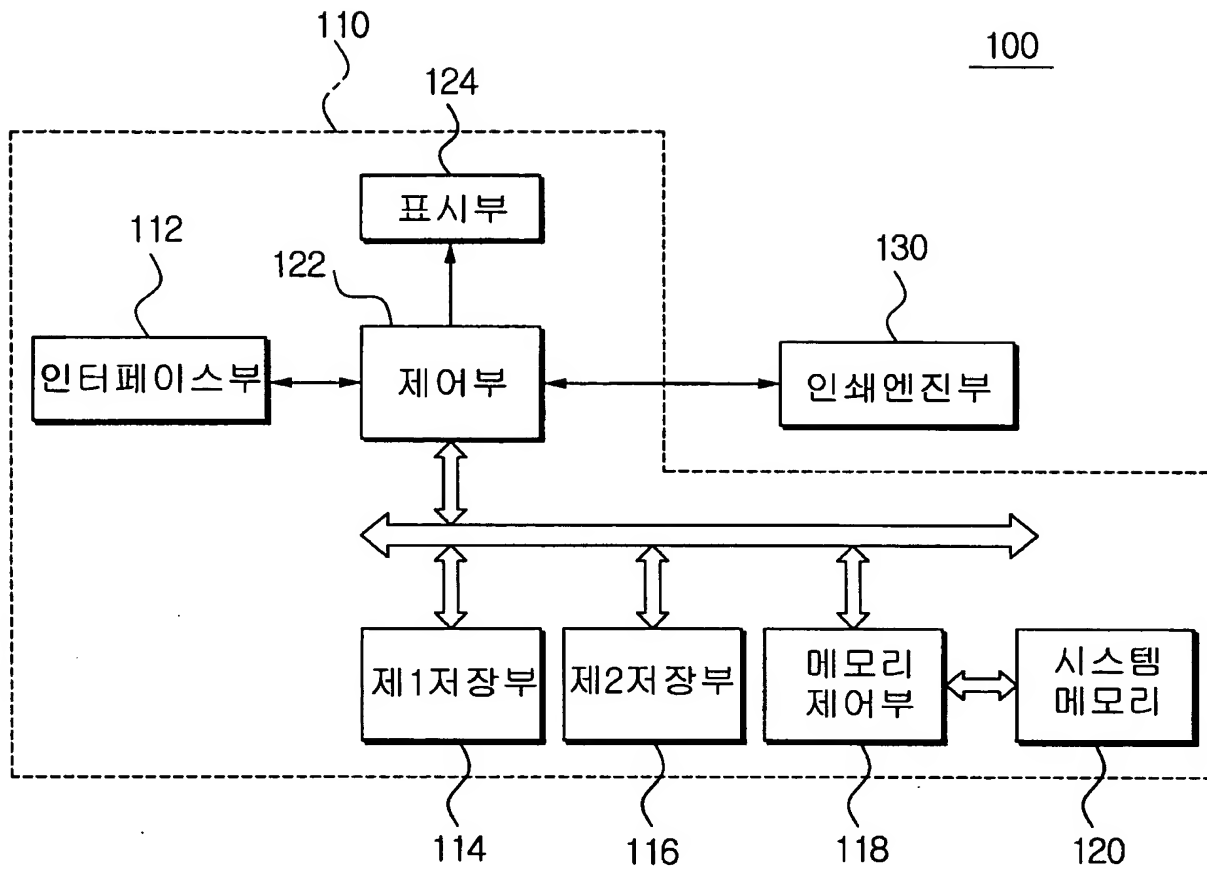 110
100
124
표시부
112
122
130
인터페이스부
제어부
인쇄엔진부
제1저장부
제2저장부
메모리
제어부
시스템
메모리
114
116
118
120